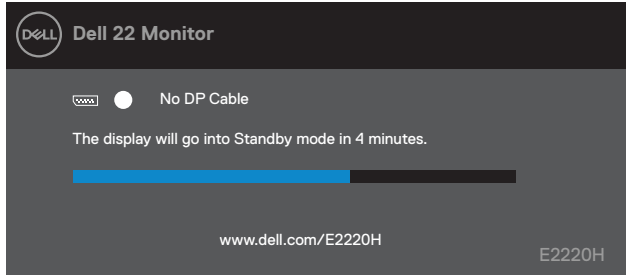 DELL
Dell 22 Monitor
No DP Cable
The display will go into Standby mode in 4 minutes.
www.dell.com/E2220H
E2220H